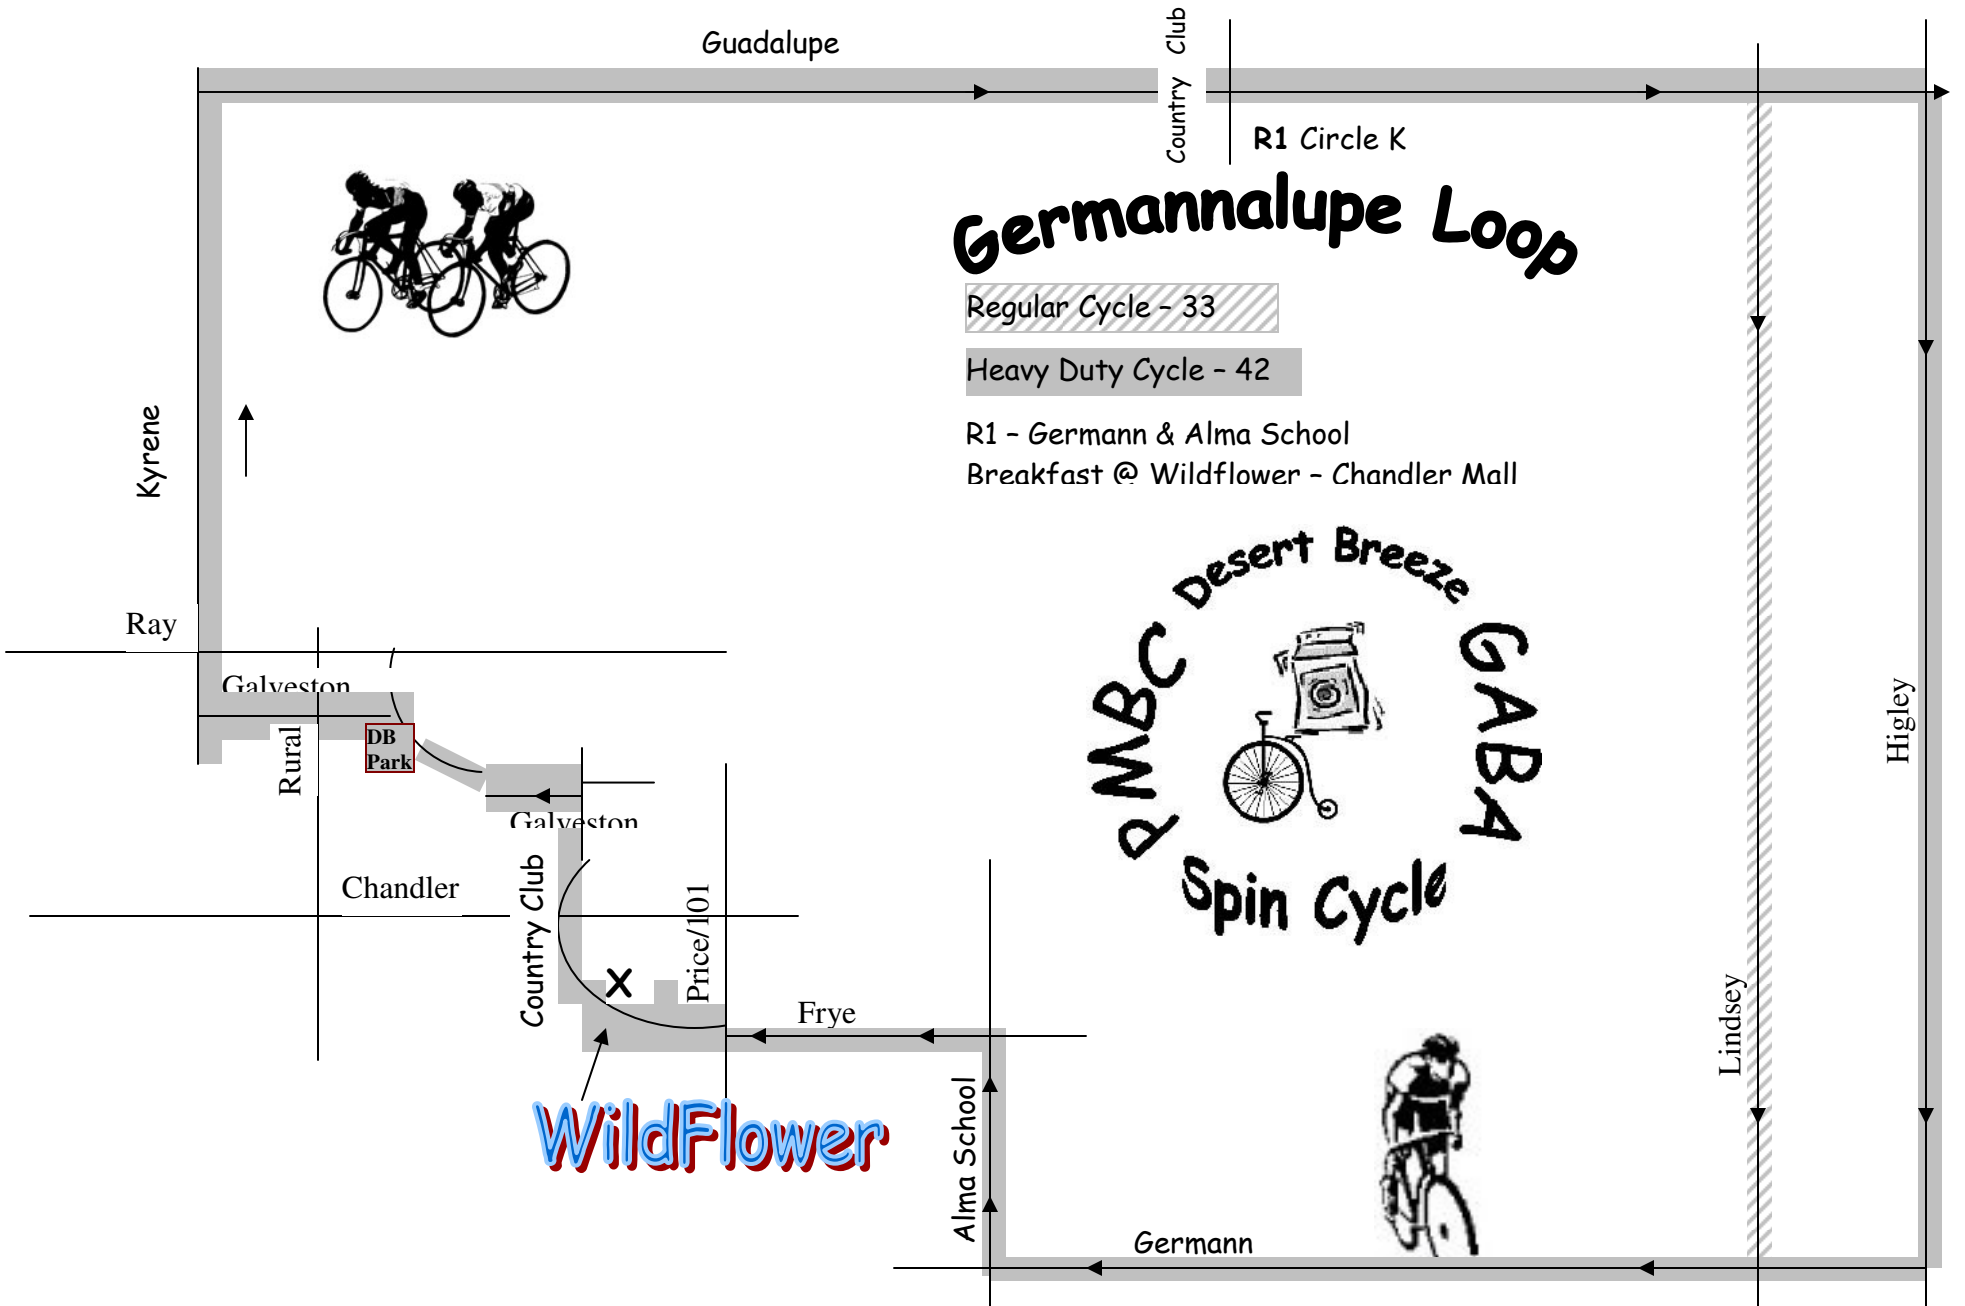 Guadalupe
Country Club
R1 Circle K
Germannalupe Loop
Regular Cycle – 33
Heavy Duty Cycle – 42
R1 – Germann & Alma School
Breakfast @ Wildflower – Chandler Mall
Kyrene
Ray
Galveston
Rural
DB
Park
Galveston
Chandler
Country Club
Price/101
X
Frye
WildFlower
Alma School
Germann
Lindsey
Higley
Desert Breeze
PMBC
GABA
Spin Cycle